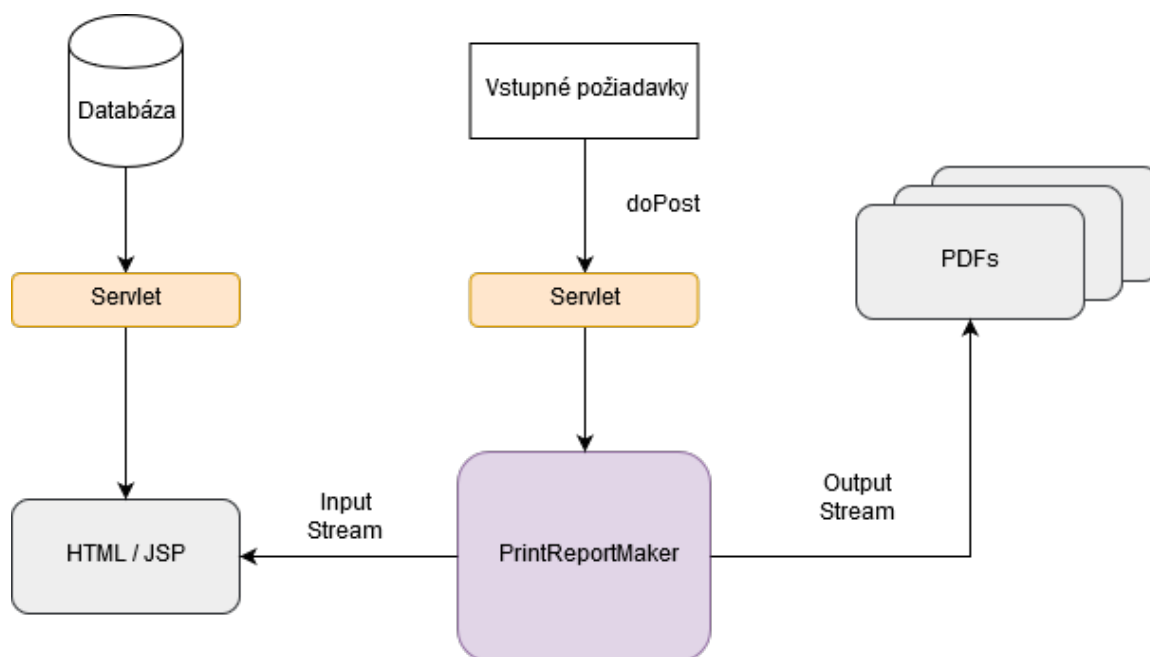 Databáza
Vstupné požiadavky
doPost
PDFs
Servlet
Servlet
Input
Stream
Output
Stream
HTML / JSP
PrintReportMaker